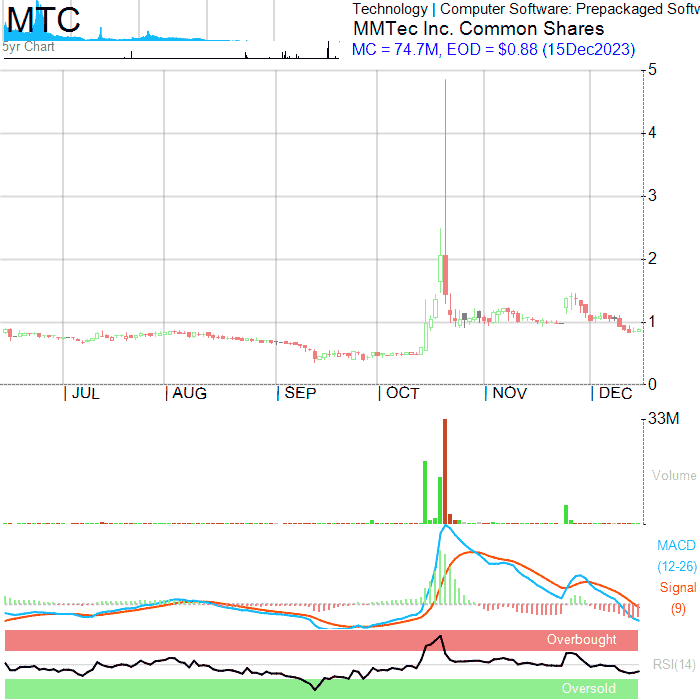 MTC
5yr Chart
Technology | Computer Software: Prepackaged Softw
MMTec Inc. Common Shares
MC = 74.7M, EOD = $0.88 (15Dec2023)
5
4
3
2
1
0
JUL AUG SEP OCT NOV DEC
33M
Volume
MACD
(12-26)
Signal
(9)
Overbought
RSI(14)
Oversold